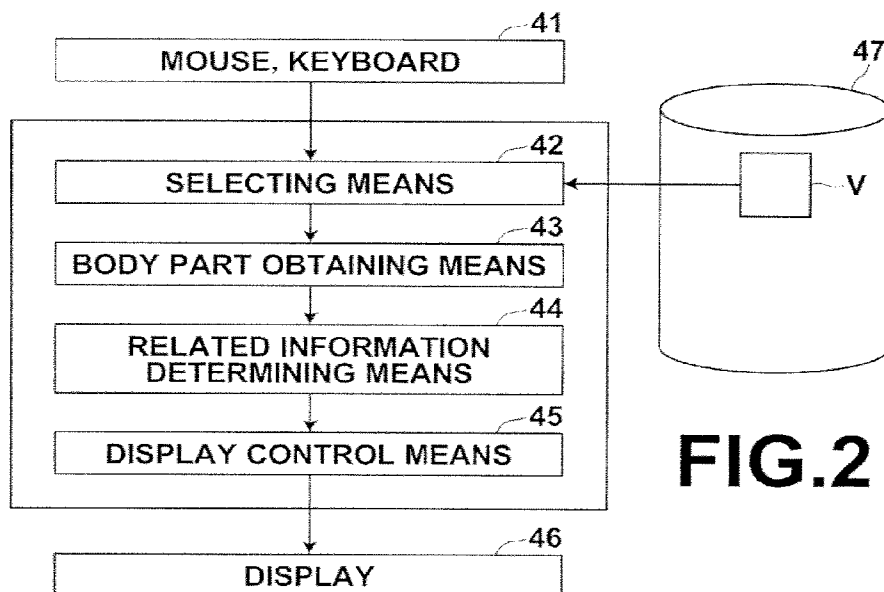 41
MOUSE, KEYBOARD
47
42
SELECTING MEANS
V
43
BODY PART OBTAINING MEANS
44
RELATED INFORMATION
DETERMINING MEANS
45
DISPLAY CONTROL MEANS
FIG.2
46
DISPLAY